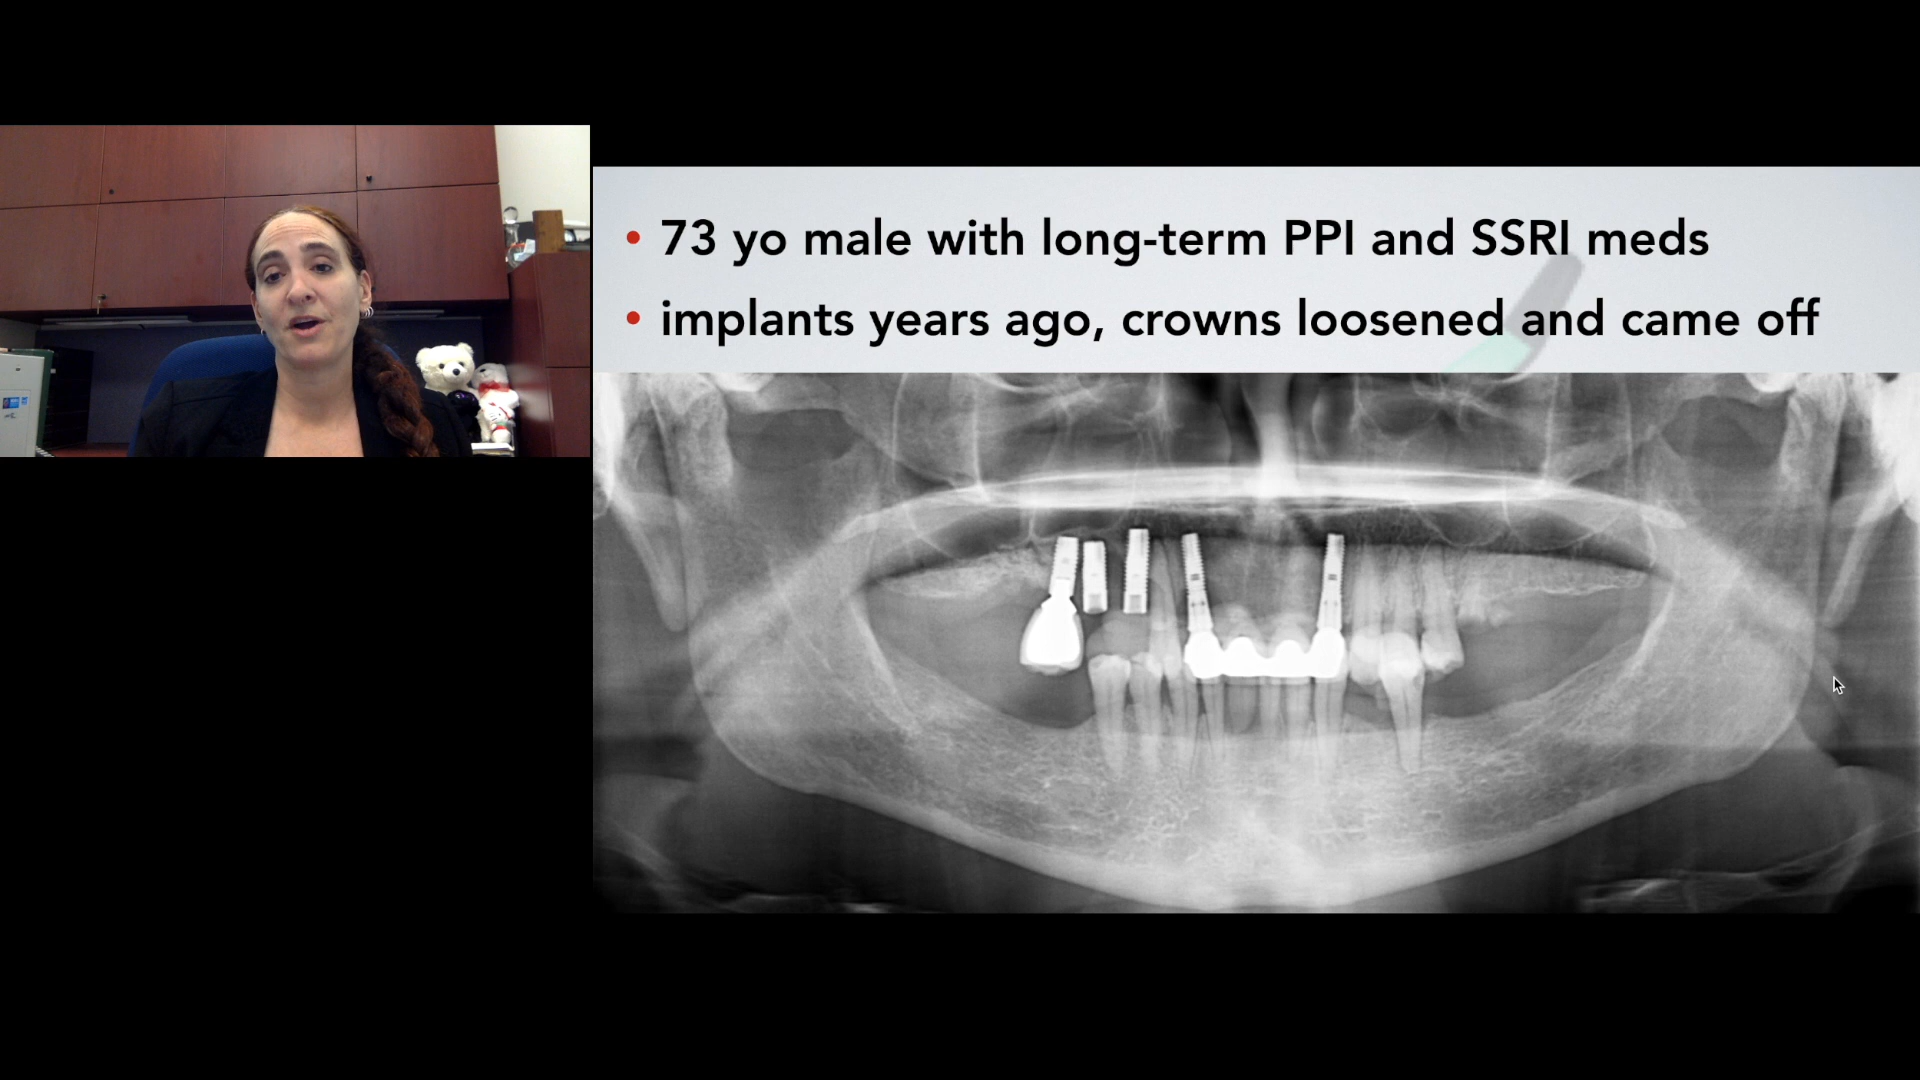 • 73 yo male with long-term PPI and SSRI meds
• implants years ago, crowns loosened and came off